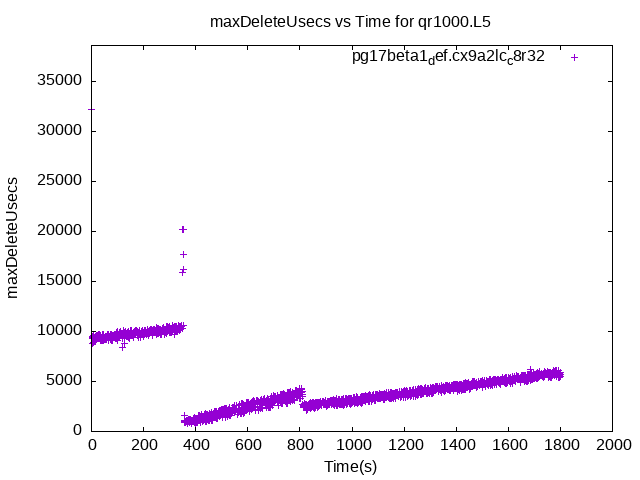 maxDeleteUsecs vs Time for qr1000.L5
pg17beta1def.cx9a2lcc8r32
35000
30000
25000
20000
15000
10000
5000
0
maxDeleteUsecs
0 200 400 600 800 1000 1200 1400 1600 1800 2000
Time(s)